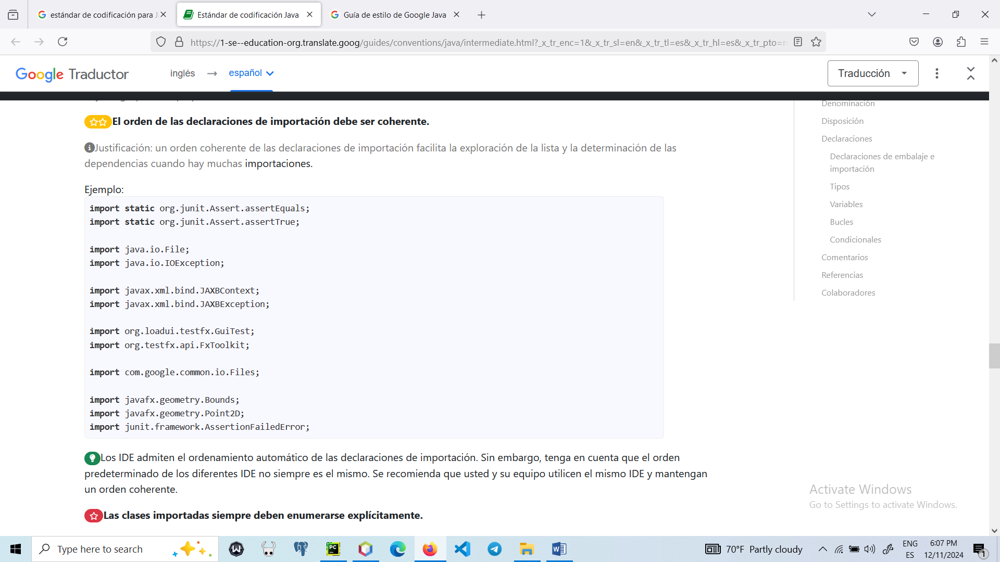 estándar de codificación para J
Estándar de codificación Java
Guía de estilo de Google Java
https://1-se--education-org.translate.goog/guides/conventions/java/intermediate.html?_x_tr_enc=1&_x_tr_sl=en&_x_tr_tl=es&_x_tr_hl=es&_x_tr_pto=
Google Traductor
inglés → español
Traducción
El orden de las declaraciones de importación debe ser coherente.
Justificación: un orden coherente de las declaraciones de importación facilita la exploración de la lista y la determinación de las
dependencias cuando hay muchas importaciones.
Ejemplo:
import static org.junit.Assert.assertEquals;
import static org.junit.Assert.assertTrue;
import java.io.File;
import java.io.IOException;
import javax.xml.bind.JAXBContext;
import javax.xml.bind.JAXBException;
import org.loadui.testfx.GuiTest;
import org.testfx.api.FxToolkit;
import com.google.common.io.Files;
import javafx.geometry.Bounds;
import javafx.geometry.Point2D;
import junit.framework.AssertionFailedError;
Los IDE admiten el ordenamiento automático de las declaraciones de importación. Sin embargo, tenga en cuenta que el orden
predeterminado de los diferentes IDE no siempre es el mismo. Se recomienda que usted y su equipo utilicen el mismo IDE y mantengan
un orden coherente.
Las clases importadas siempre deben enumerarse explícitamente.
Denominación
Disposición
Declaraciones
Declaraciones de embalaje e
importación
Tipos
Variables
Bucles
Condicionales
Comentarios
Referencias
Colaboradores
Activate Windows
Go to Settings to activate Windows.
Type here to search
PC
W
70°F Partly cloudy
ENG
ES
6:07 PM
12/11/2024
1